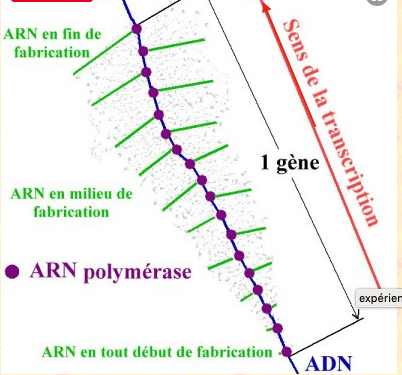 ARN en fin de
fabrication
Sens de la transcription
1 gène
ARN en milieu de
fabrication
ARN polymérase
expérien
ARN en tout début de fabrication
ADN